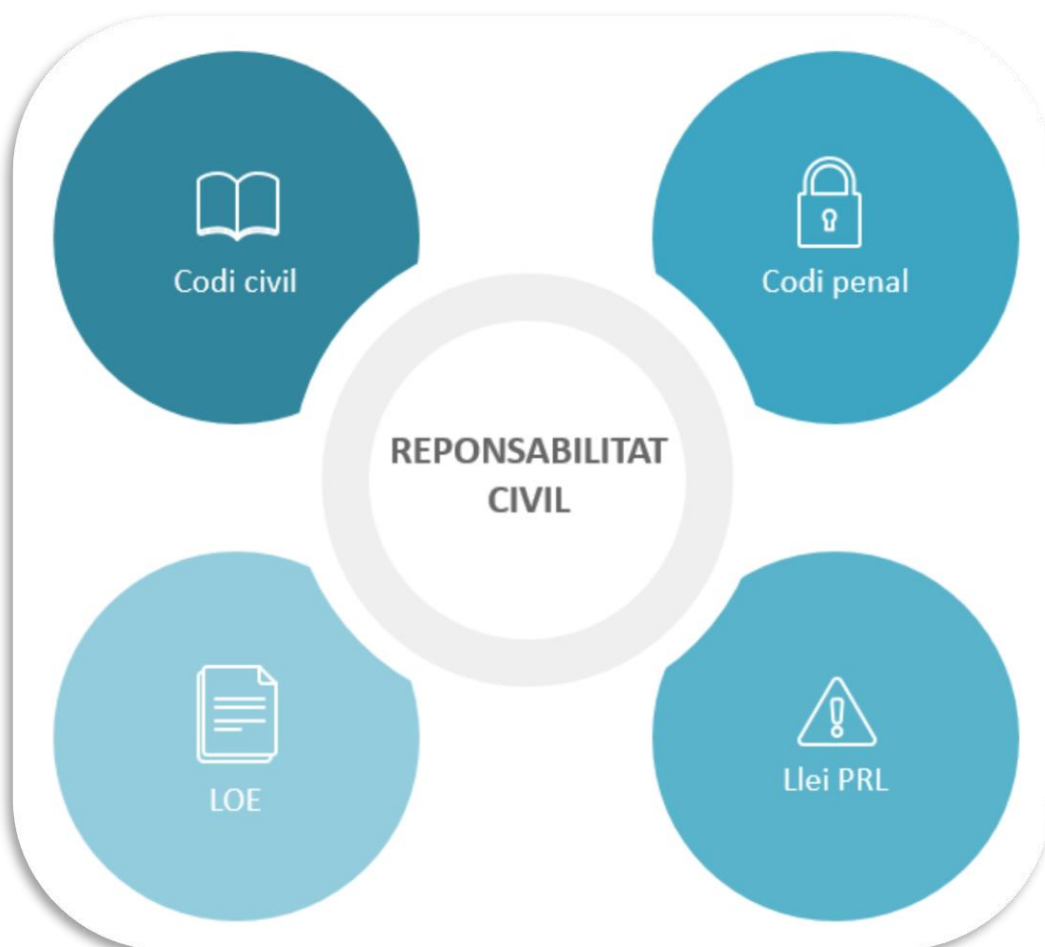 Codi civil
Codi penal
REPONSABILITAT
CIVIL
LOE
Llei PRL